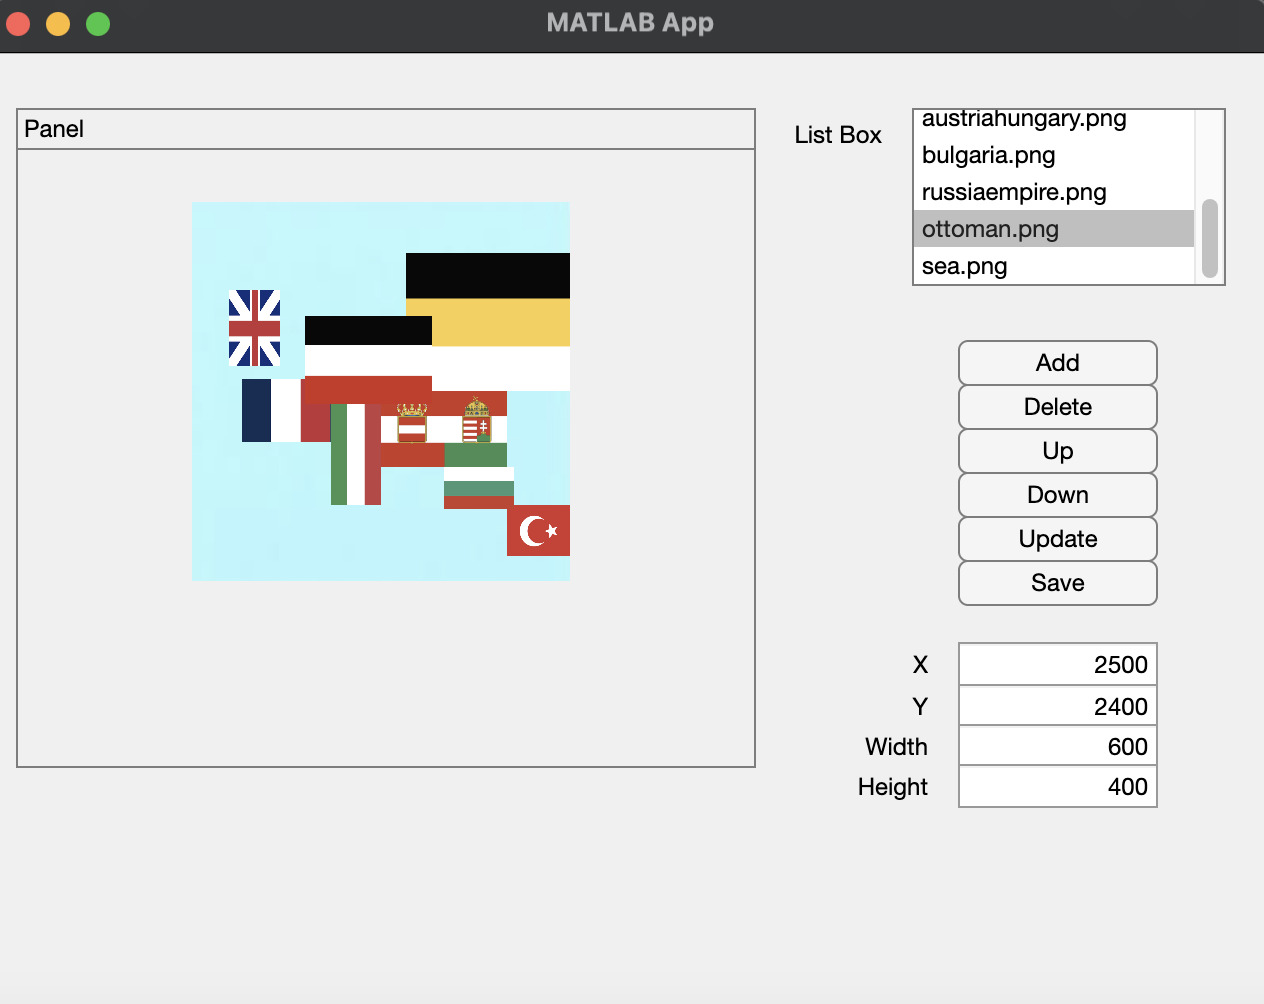 MATLAB App
Panel
List Box
austriahungary.png
bulgaria.png
russiaempire.png
ottoman.png
sea.png
Add
Delete
Up
Down
Update
Save
X 2500
Y 2400
Width 600
Height 400